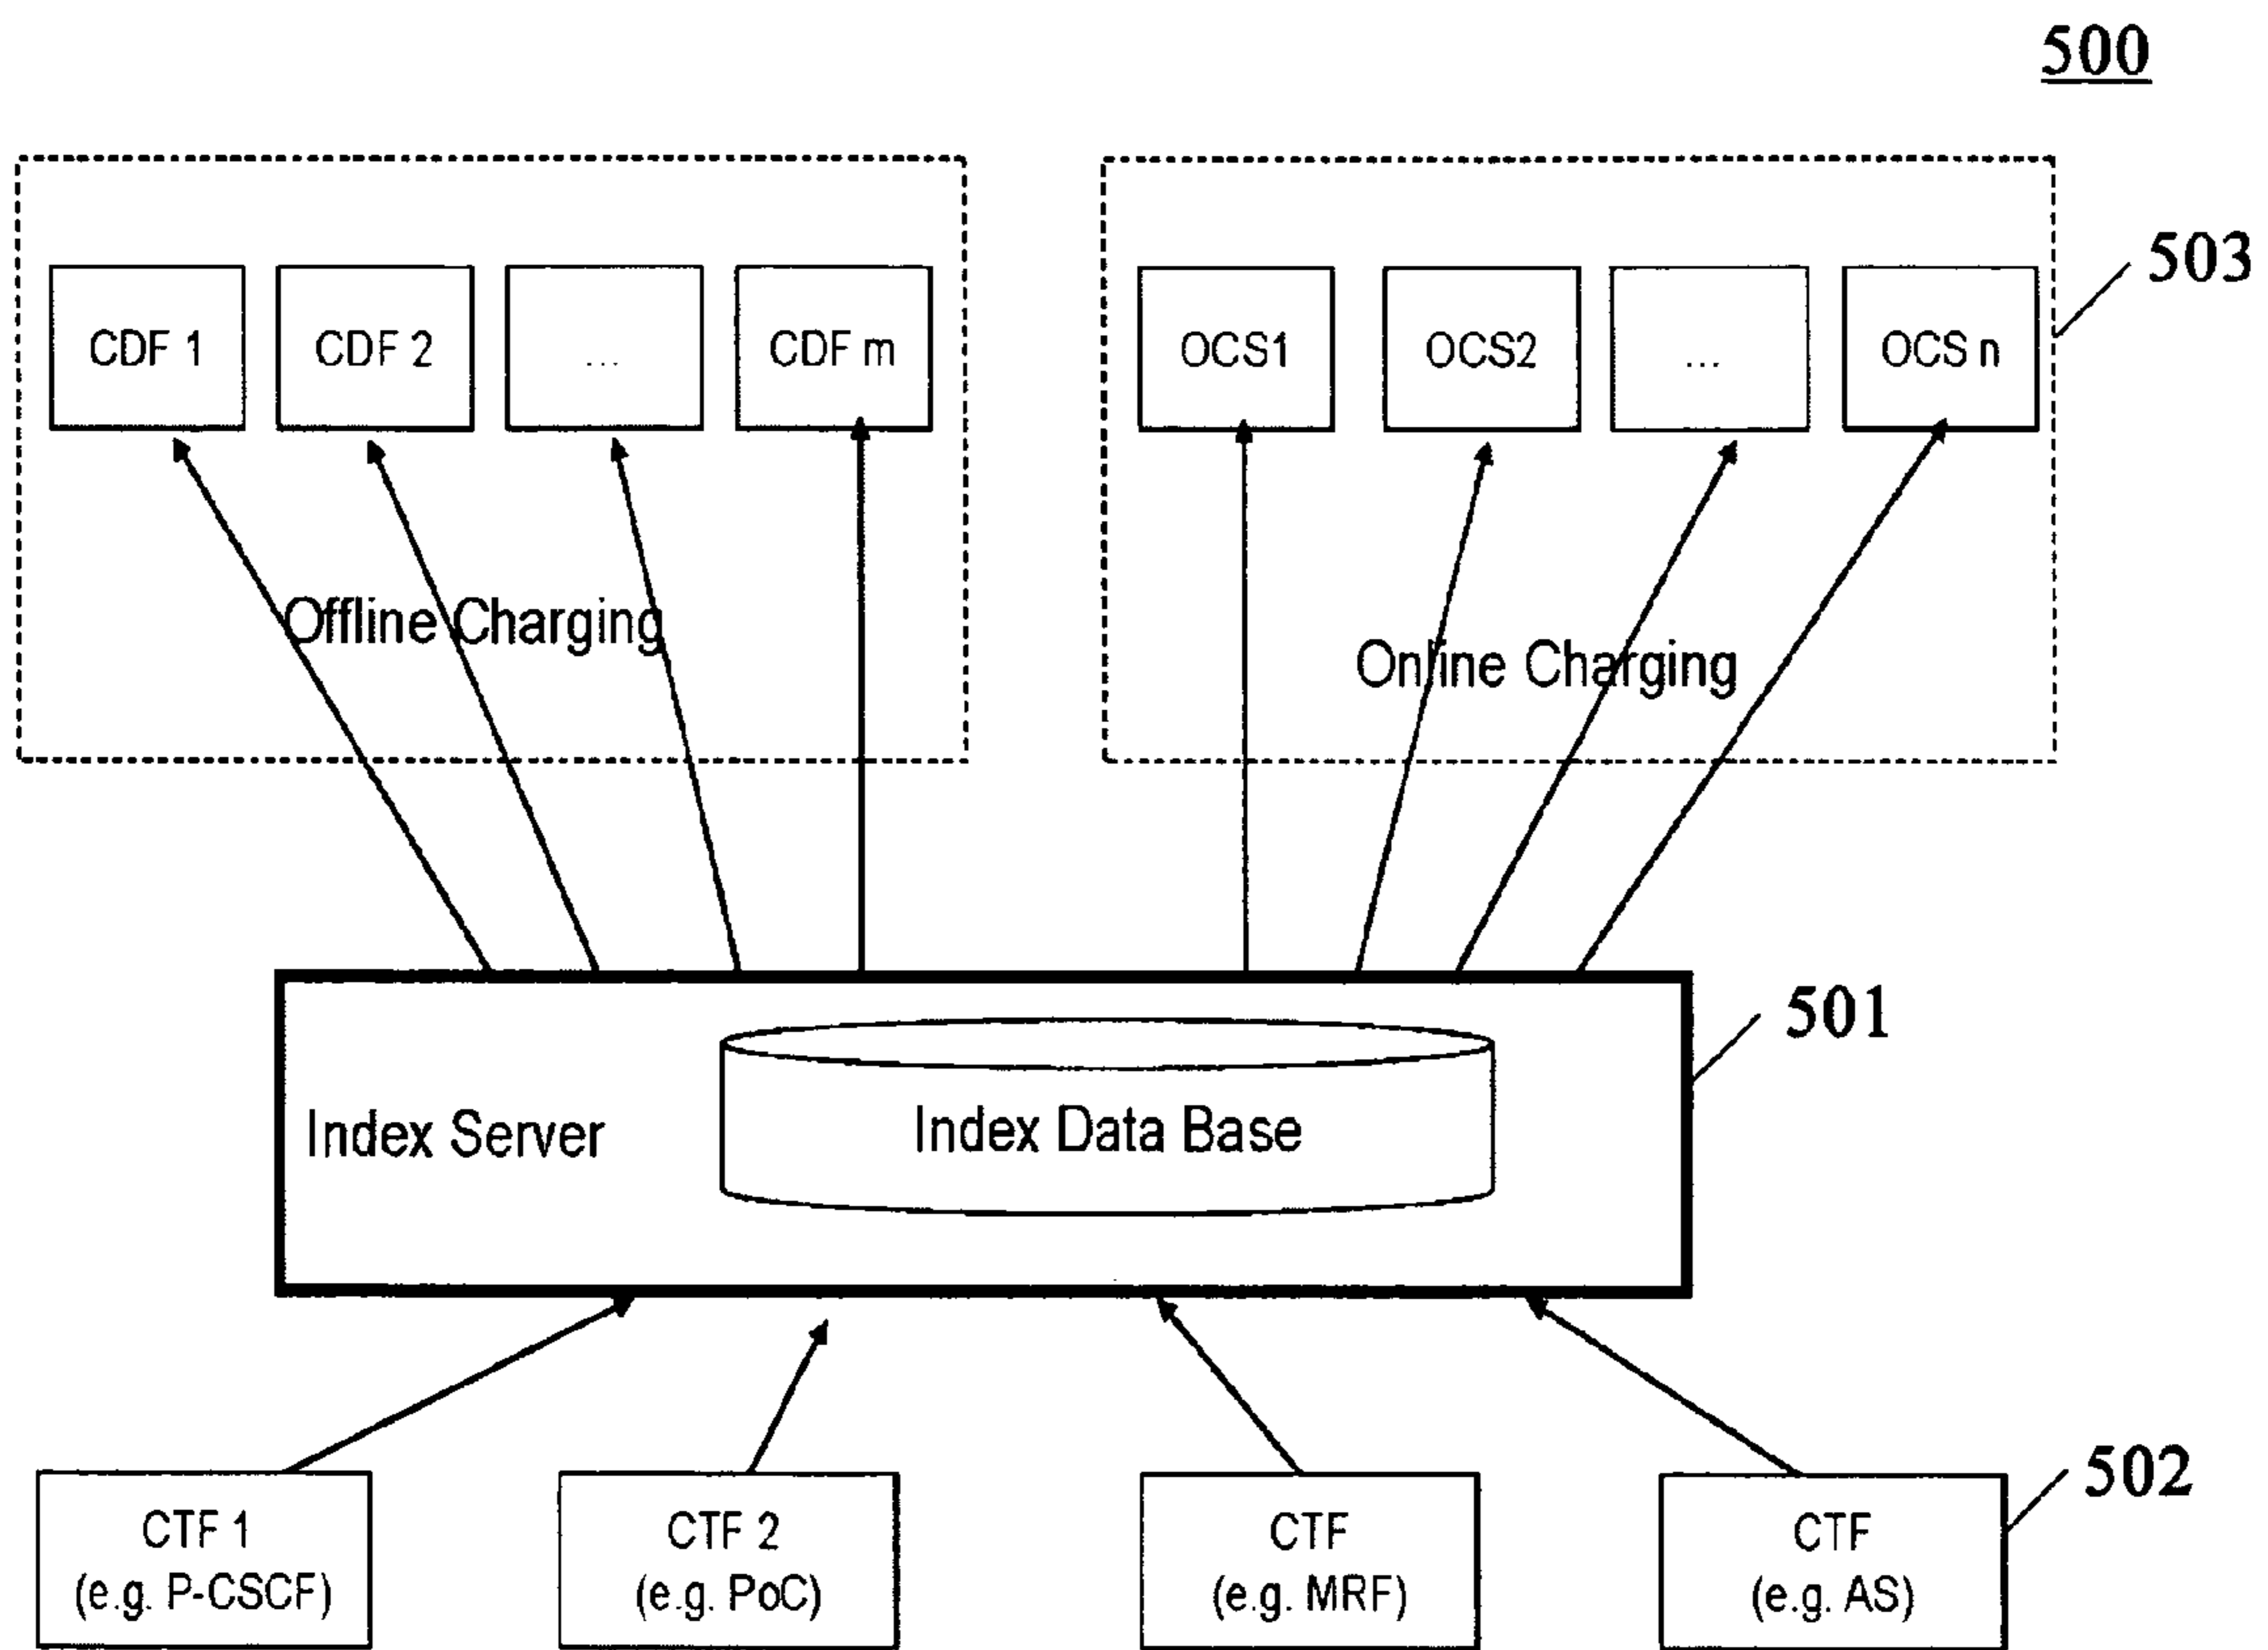 500
503
CDF 1
CDF 2
...
CDF m
OCS1
OCS2
...
OCS n
Offline Charging
Online Charging
501
Index Server
Index Data Base
502
CTF 1
(e.g. P-CSCF)
CTF 2
(e.g. PoC)
CTF
(e.g. MRF)
CTF
(e.g. AS)